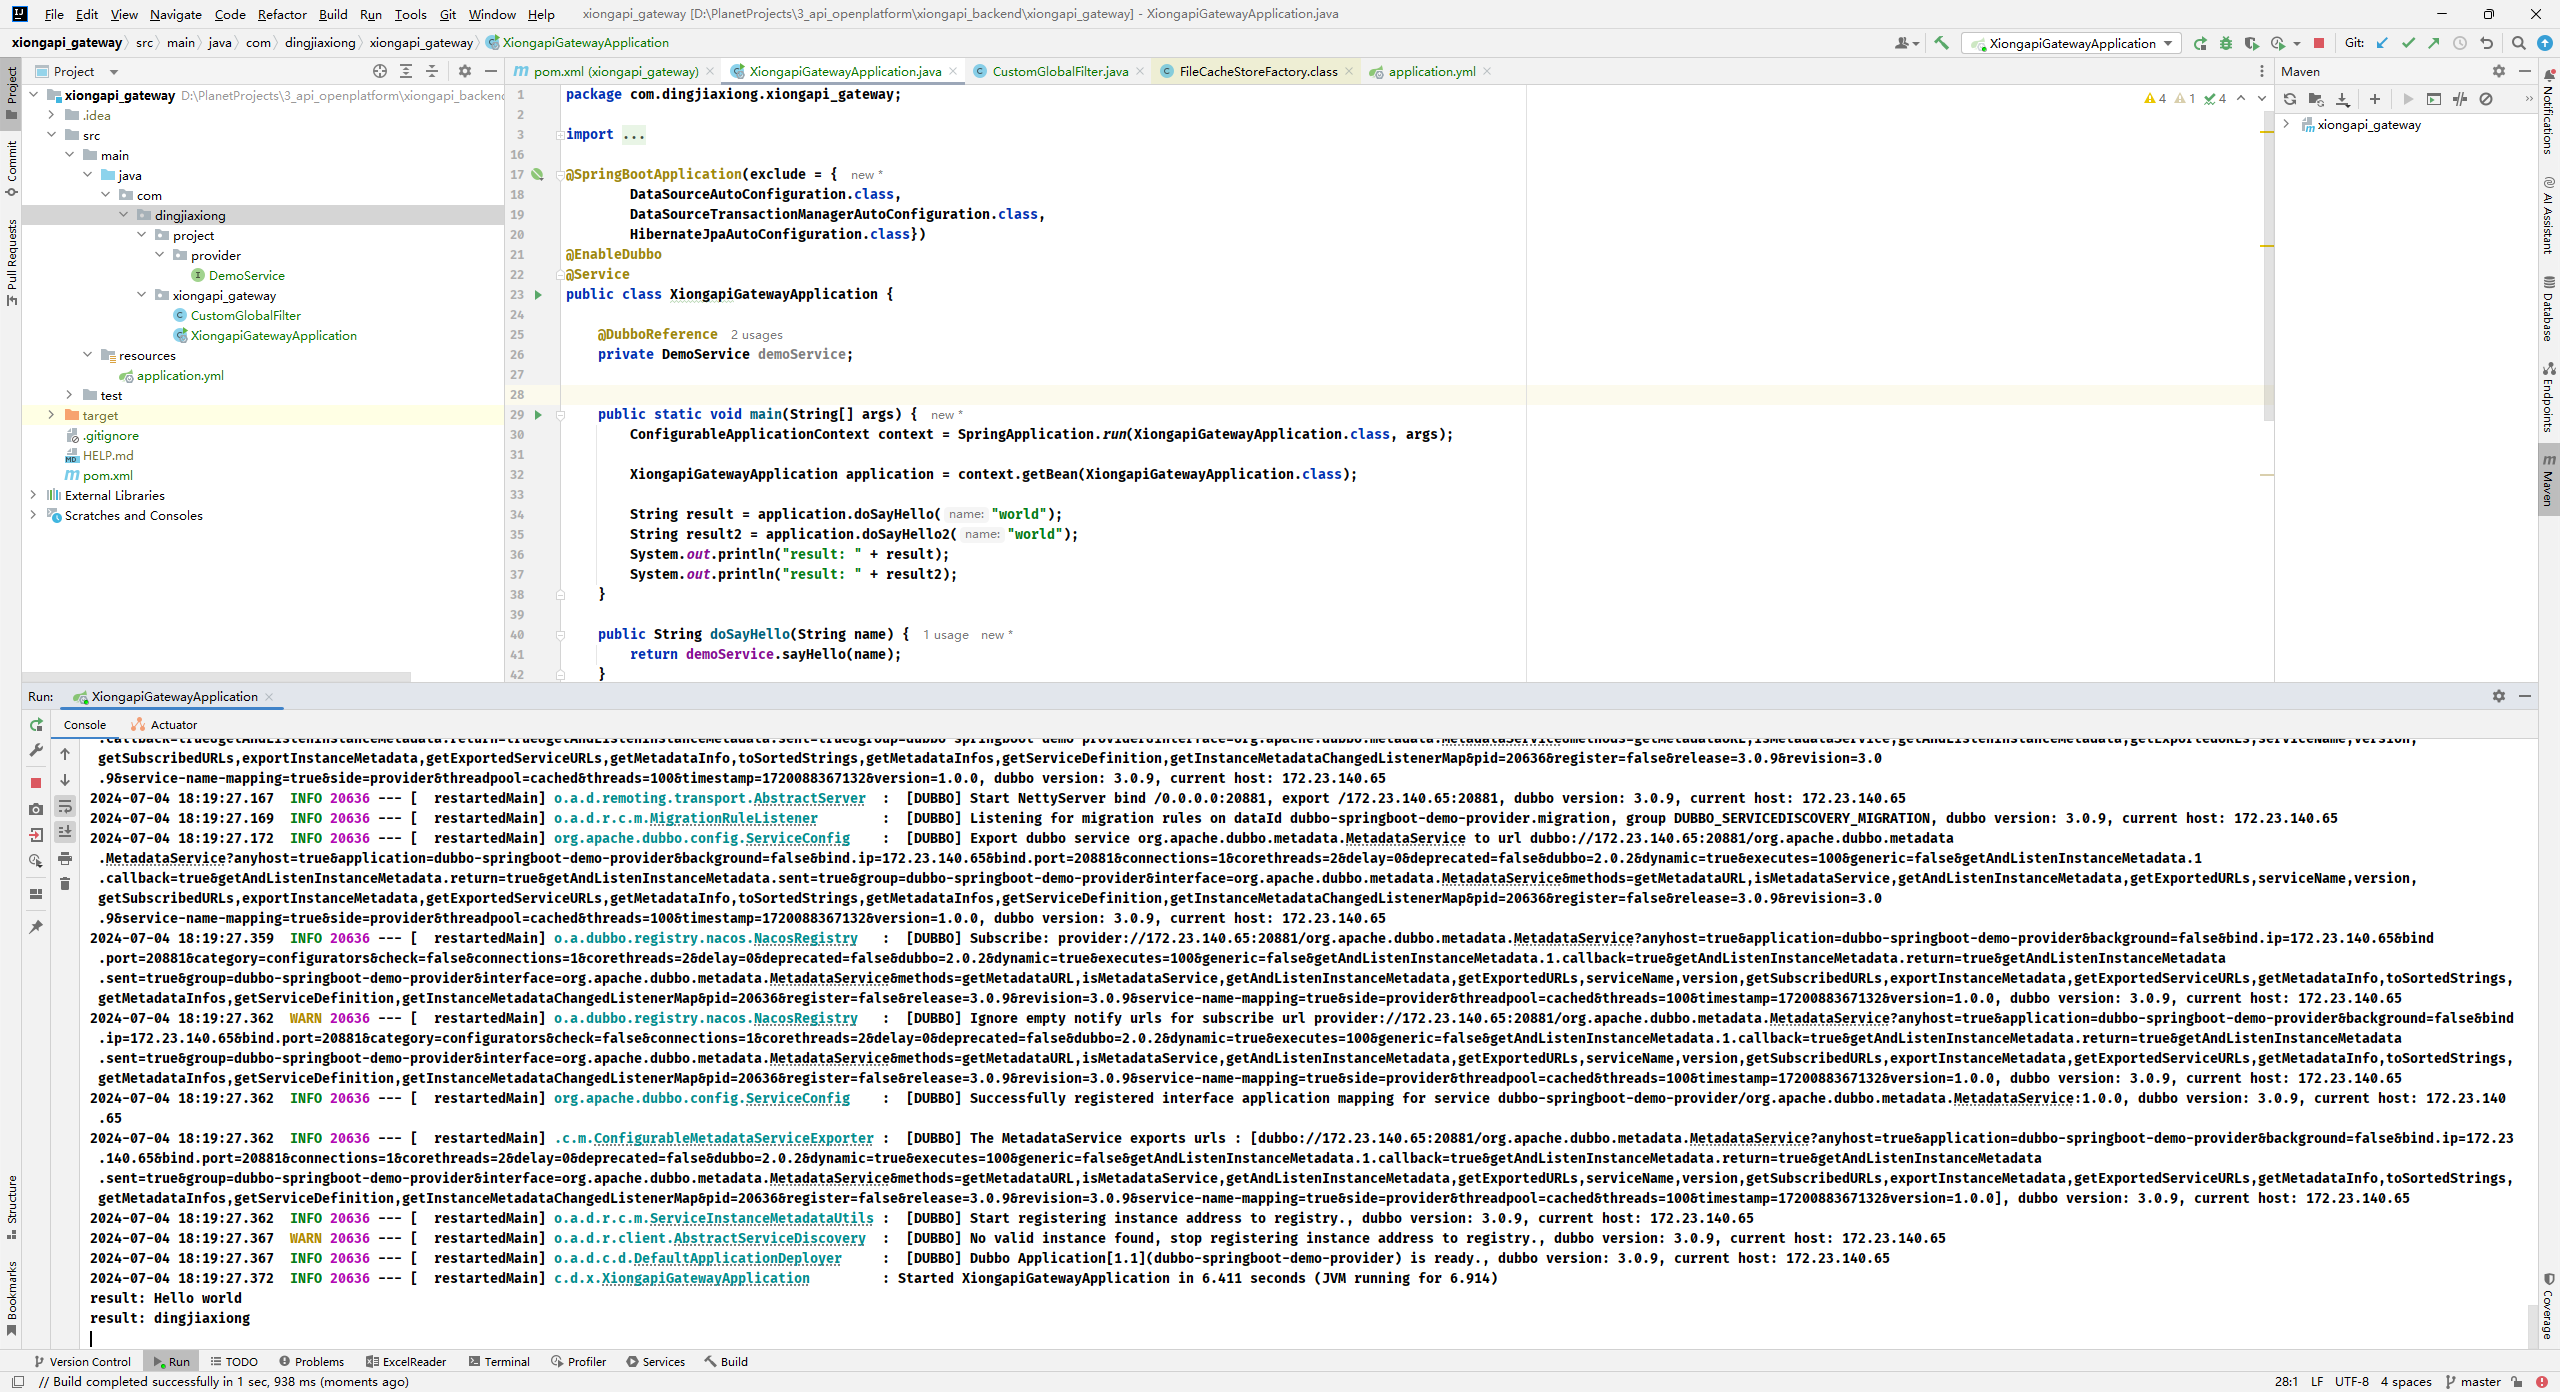 File Edit View Navigate Code Refactor Build Run Tools Git Window Help xiongapi_gateway [D:\PlanetProjects\3_api_openplatform\xiongapi_backend\xiongapi_gateway] - XiongapiGatewayApplication.java
xiongapi_gateway src main java com dingjiaxiong xiongapi_gateway XiongapiGatewayApplication XiongapiGatewayApplication Git:
Project pom.xml (xiongapi_gateway) XiongapiGatewayApplication.java CustomGlobalFilter.java FileCacheStoreFactory.class application.yml Maven
xiongapi_gateway D:\PlanetProjects\3_api_openplatform\xiongapi_backend
.idea
src
main
java
com
dingjiaxiong
project
provider
DemoService
xiongapi_gateway
CustomGlobalFilter
XiongapiGatewayApplication
resources
application.yml
test
target
.gitignore
HELP.md
pom.xml
External Libraries
Scratches and Consoles
Project
Commit
Pull Requests
Structure
Bookmarks
1 package com.dingjiaxiong.xiongapi_gateway;
2
3 import ...
16
17 @SpringBootApplication(exclude = { new *
18 DataSourceAutoConfiguration.class,
19 DataSourceTransactionManagerAutoConfiguration.class,
20 HibernateJpaAutoConfiguration.class})
21 @EnableDubbo
22 @Service
23 public class XiongapiGatewayApplication {
24
25 @DubboReference 2 usages
26 private DemoService demoService;
27
28
29 public static void main(String[] args) { new *
30 ConfigurableApplicationContext context = SpringApplication.run(XiongapiGatewayApplication.class, args);
31
32 XiongapiGatewayApplication application = context.getBean(XiongapiGatewayApplication.class);
33
34 String result = application.doSayHello( name: "world");
35 String result2 = application.doSayHello2( name: "world");
36 System.out.println("result: " + result);
37 System.out.println("result: " + result2);
38 }
39
40 public String doSayHello(String name) { 1 usage new *
41 return demoService.sayHello(name);
42 }
4 1 4
xiongapi_gateway
Notifications
AI Assistant
Database
Endpoints
Maven
Coverage
Run: XiongapiGatewayApplication
Console Actuator
.callback=true&getAndListenInstanceMetadata.return=true&getAndListenInstanceMetadata.sent=true&group=dubbo-springboot-demo-provider&interface=org.apache.dubbo.metadata.MetadataService&methods=getMetadataURL,isMetadataService,getAndListenInstanceMetadata,getExportedURLs,serviceName,version,
getSubscribedURLs,exportInstanceMetadata,getExportedServiceURLs,getMetadataInfo,toSortedStrings,getMetadataInfos,getServiceDefinition,getInstanceMetadataChangedListenerMap&pid=20636&register=false&release=3.0.9&revision=3.0
.9&service-name-mapping=true&side=provider&threadpool=cached&threads=100&timestamp=1720088367132&version=1.0.0, dubbo version: 3.0.9, current host: 172.23.140.65
2024-07-04 18:19:27.167 INFO 20636 --- [ restartedMain] o.a.d.remoting.transport.AbstractServer : [DUBBO] Start NettyServer bind /0.0.0.0:20881, export /172.23.140.65:20881, dubbo version: 3.0.9, current host: 172.23.140.65
2024-07-04 18:19:27.169 INFO 20636 --- [ restartedMain] o.a.d.r.c.m.MigrationRuleListener : [DUBBO] Listening for migration rules on dataId dubbo-springboot-demo-provider.migration, group DUBBO_SERVICEDISCOVERY_MIGRATION, dubbo version: 3.0.9, current host: 172.23.140.65
2024-07-04 18:19:27.172 INFO 20636 --- [ restartedMain] org.apache.dubbo.config.ServiceConfig : [DUBBO] Export dubbo service org.apache.dubbo.metadata.MetadataService to url dubbo://172.23.140.65:20881/org.apache.dubbo.metadata
.MetadataService?anyhost=true&application=dubbo-springboot-demo-provider&background=false&bind.ip=172.23.140.65&bind.port=20881&connections=1&corethreads=2&delay=0&deprecated=false&dubbo=2.0.2&dynamic=true&executes=100&generic=false&getAndListenInstanceMetadata.1
.callback=true&getAndListenInstanceMetadata.return=true&getAndListenInstanceMetadata.sent=true&group=dubbo-springboot-demo-provider&interface=org.apache.dubbo.metadata.MetadataService&methods=getMetadataURL,isMetadataService,getAndListenInstanceMetadata,getExportedURLs,serviceName,version,
getSubscribedURLs,exportInstanceMetadata,getExportedServiceURLs,getMetadataInfo,toSortedStrings,getMetadataInfos,getServiceDefinition,getInstanceMetadataChangedListenerMap&pid=20636&register=false&release=3.0.9&revision=3.0
.9&service-name-mapping=true&side=provider&threadpool=cached&threads=100&timestamp=1720088367132&version=1.0.0, dubbo version: 3.0.9, current host: 172.23.140.65
2024-07-04 18:19:27.359 INFO 20636 --- [ restartedMain] o.a.dubbo.registry.nacos.NacosRegistry : [DUBBO] Subscribe: provider://172.23.140.65:20881/org.apache.dubbo.metadata.MetadataService?anyhost=true&application=dubbo-springboot-demo-provider&background=false&bind.ip=172.23.140.65&bind
.port=20881&category=configurators&check=false&connections=1&corethreads=2&delay=0&deprecated=false&dubbo=2.0.2&dynamic=true&executes=100&generic=false&getAndListenInstanceMetadata.1.callback=true&getAndListenInstanceMetadata.return=true&getAndListenInstanceMetadata
.sent=true&group=dubbo-springboot-demo-provider&interface=org.apache.dubbo.metadata.MetadataService&methods=getMetadataURL,isMetadataService,getAndListenInstanceMetadata,getExportedURLs,serviceName,version,getSubscribedURLs,exportInstanceMetadata,getExportedServiceURLs,getMetadataInfo,toSortedStrings,
getMetadataInfos,getServiceDefinition,getInstanceMetadataChangedListenerMap&pid=20636&register=false&release=3.0.9&revision=3.0.9&service-name-mapping=true&side=provider&threadpool=cached&threads=100&timestamp=1720088367132&version=1.0.0, dubbo version: 3.0.9, current host: 172.23.140.65
2024-07-04 18:19:27.362 WARN 20636 --- [ restartedMain] o.a.dubbo.registry.nacos.NacosRegistry : [DUBBO] Ignore empty notify urls for subscribe url provider://172.23.140.65:20881/org.apache.dubbo.metadata.MetadataService?anyhost=true&application=dubbo-springboot-demo-provider&background=false&bind
.ip=172.23.140.65&bind.port=20881&category=configurators&check=false&connections=1&corethreads=2&delay=0&deprecated=false&dubbo=2.0.2&dynamic=true&executes=100&generic=false&getAndListenInstanceMetadata.1.callback=true&getAndListenInstanceMetadata.return=true&getAndListenInstanceMetadata
.sent=true&group=dubbo-springboot-demo-provider&interface=org.apache.dubbo.metadata.MetadataService&methods=getMetadataURL,isMetadataService,getAndListenInstanceMetadata,getExportedURLs,serviceName,version,getSubscribedURLs,exportInstanceMetadata,getExportedServiceURLs,getMetadataInfo,toSortedStrings,
getMetadataInfos,getServiceDefinition,getInstanceMetadataChangedListenerMap&pid=20636&register=false&release=3.0.9&revision=3.0.9&service-name-mapping=true&side=provider&threadpool=cached&threads=100&timestamp=1720088367132&version=1.0.0, dubbo version: 3.0.9, current host: 172.23.140.65
2024-07-04 18:19:27.362 INFO 20636 --- [ restartedMain] org.apache.dubbo.config.ServiceConfig : [DUBBO] Successfully registered interface application mapping for service dubbo-springboot-demo-provider/org.apache.dubbo.metadata.MetadataService:1.0.0, dubbo version: 3.0.9, current host: 172.23.140
.65
2024-07-04 18:19:27.362 INFO 20636 --- [ restartedMain] .c.m.ConfigurableMetadataServiceExporter : [DUBBO] The MetadataService exports urls : [dubbo://172.23.140.65:20881/org.apache.dubbo.metadata.MetadataService?anyhost=true&application=dubbo-springboot-demo-provider&background=false&bind.ip=172.23
.140.65&bind.port=20881&connections=1&corethreads=2&delay=0&deprecated=false&dubbo=2.0.2&dynamic=true&executes=100&generic=false&getAndListenInstanceMetadata.1.callback=true&getAndListenInstanceMetadata.return=true&getAndListenInstanceMetadata
.sent=true&group=dubbo-springboot-demo-provider&interface=org.apache.dubbo.metadata.MetadataService&methods=getMetadataURL,isMetadataService,getAndListenInstanceMetadata,getExportedURLs,serviceName,version,getSubscribedURLs,exportInstanceMetadata,getExportedServiceURLs,getMetadataInfo,toSortedStrings,
getMetadataInfos,getServiceDefinition,getInstanceMetadataChangedListenerMap&pid=20636&register=false&release=3.0.9&revision=3.0.9&service-name-mapping=true&side=provider&threadpool=cached&threads=100&timestamp=1720088367132&version=1.0.0], dubbo version: 3.0.9, current host: 172.23.140.65
2024-07-04 18:19:27.362 INFO 20636 --- [ restartedMain] o.a.d.r.c.m.ServiceInstanceMetadataUtils : [DUBBO] Start registering instance address to registry., dubbo version: 3.0.9, current host: 172.23.140.65
2024-07-04 18:19:27.367 WARN 20636 --- [ restartedMain] o.a.d.r.client.AbstractServiceDiscovery : [DUBBO] No valid instance found, stop registering instance address to registry., dubbo version: 3.0.9, current host: 172.23.140.65
2024-07-04 18:19:27.367 INFO 20636 --- [ restartedMain] o.a.d.c.d.DefaultApplicationDeployer : [DUBBO] Dubbo Application[1.1](dubbo-springboot-demo-provider) is ready., dubbo version: 3.0.9, current host: 172.23.140.65
2024-07-04 18:19:27.372 INFO 20636 --- [ restartedMain] c.d.x.XiongapiGatewayApplication : Started XiongapiGatewayApplication in 6.411 seconds (JVM running for 6.914)
result: Hello world
result: dingjiaxiong
Version Control Run TODO Problems ExcelReader Terminal Profiler Services Build
// Build completed successfully in 1 sec, 938 ms (moments ago) 28:1 LF UTF-8 4 spaces master